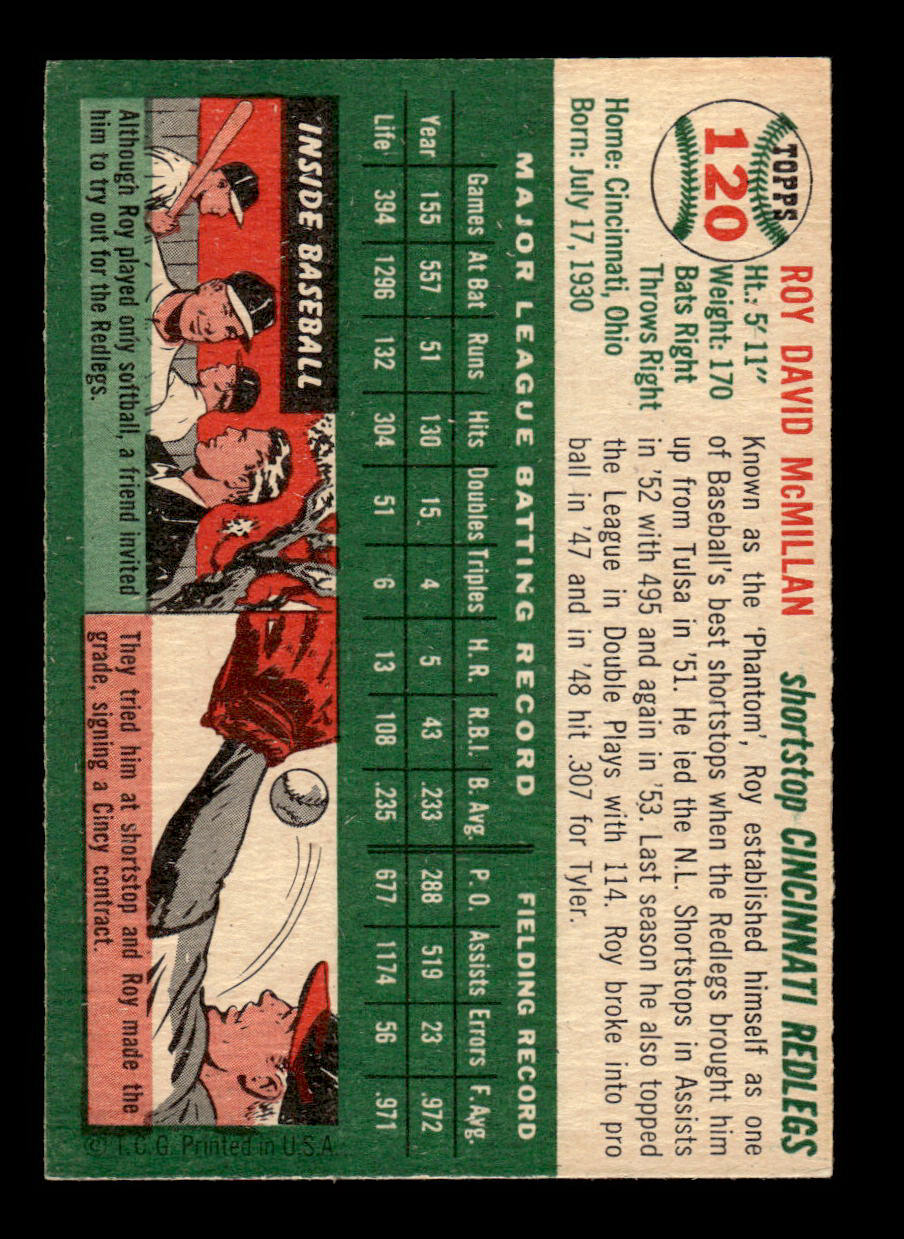 TOPPS
120
ROY DAVID McMILLAN shortstop CINCINNATI REDLEGS
Ht.: 5' 11"
Weight: 170
Bats Right
Throws Right
Home: Cincinnati, Ohio
Born: July 17, 1930
Known as the 'Phantom', Roy established himself as one
of Baseball's best shortstops when the Redlegs brought him
up from Tulsa in '51. He led the N.L. Shortstops in Assists
in '52 with 495 and again in '53. Last season he also topped
the League in Double Plays with 114. Roy broke into pro
ball in '47 and in '48 hit .307 for Tyler.
MAJOR LEAGUE BATTING RECORD FIELDING RECORD
Games At Bat Runs Hits Doubles Triples H. R. R.B.I. B. Avg. P. O. Assists Errors F. Avg.
Year 155 557 51 130 15 4 5 43 .233 288 519 23 .972
Life 394 1296 132 304 51 6 13 108 .235 677 1174 56 .971
INSIDE BASEBALL
Although Roy played only softball, a friend invited
him to try out for the Redlegs.
They tried him at shortstop and Roy made the
grade, signing a Cincy contract.
© T.C.G. Printed in U.S.A.